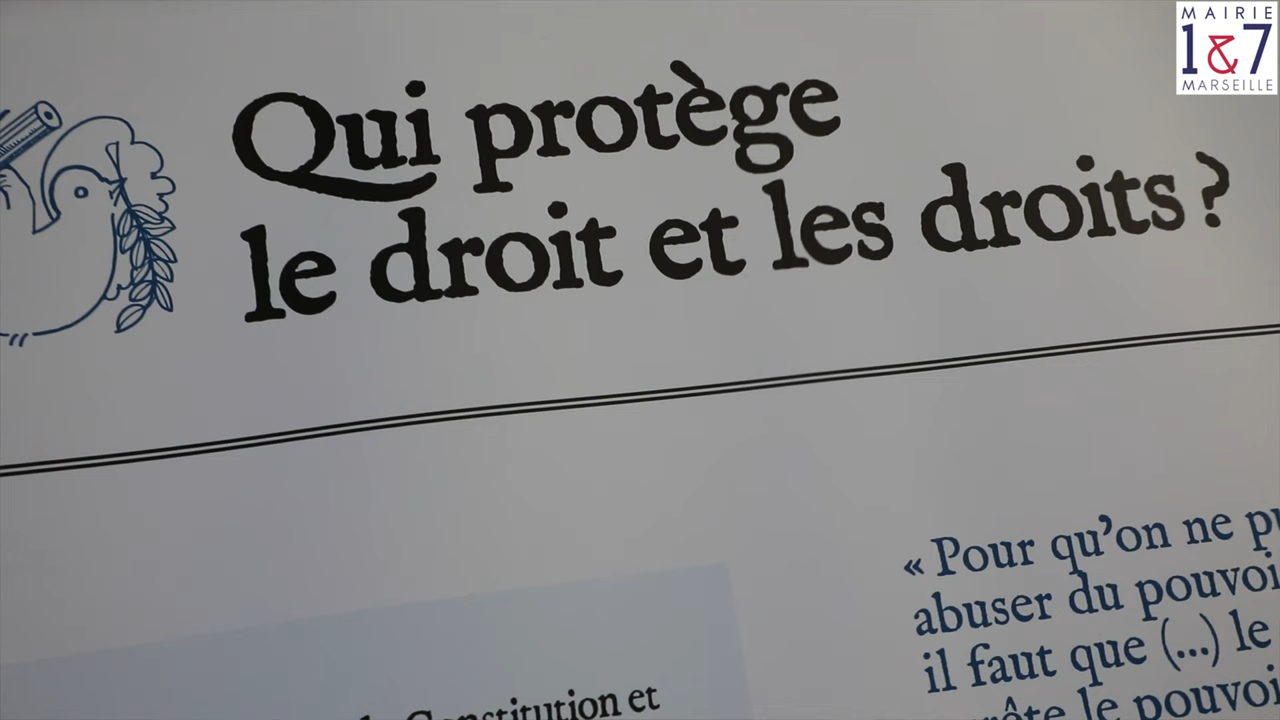 MAIRIE
1&7
MARSEILLE
Qui protège
le droit et les droits ?
« Pour qu’on ne
abuser du
il faut que (...) le
le
Constitution et